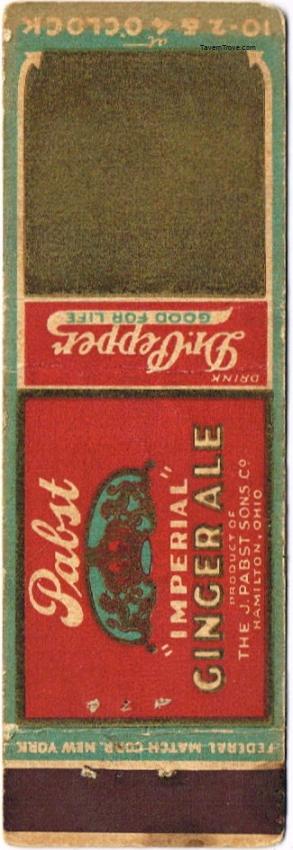 TavernTrove.com
at
10-2 & 4 O'CLOCK
DRINK
Dr. Pepper
GOOD FOR LIFE
Pabst
"IMPERIAL"
GINGER ALE
PRODUCT OF
THE J. PABST SONS. CO
HAMILTON, OHIO
FEDERAL MATCH CORP. NEW YORK